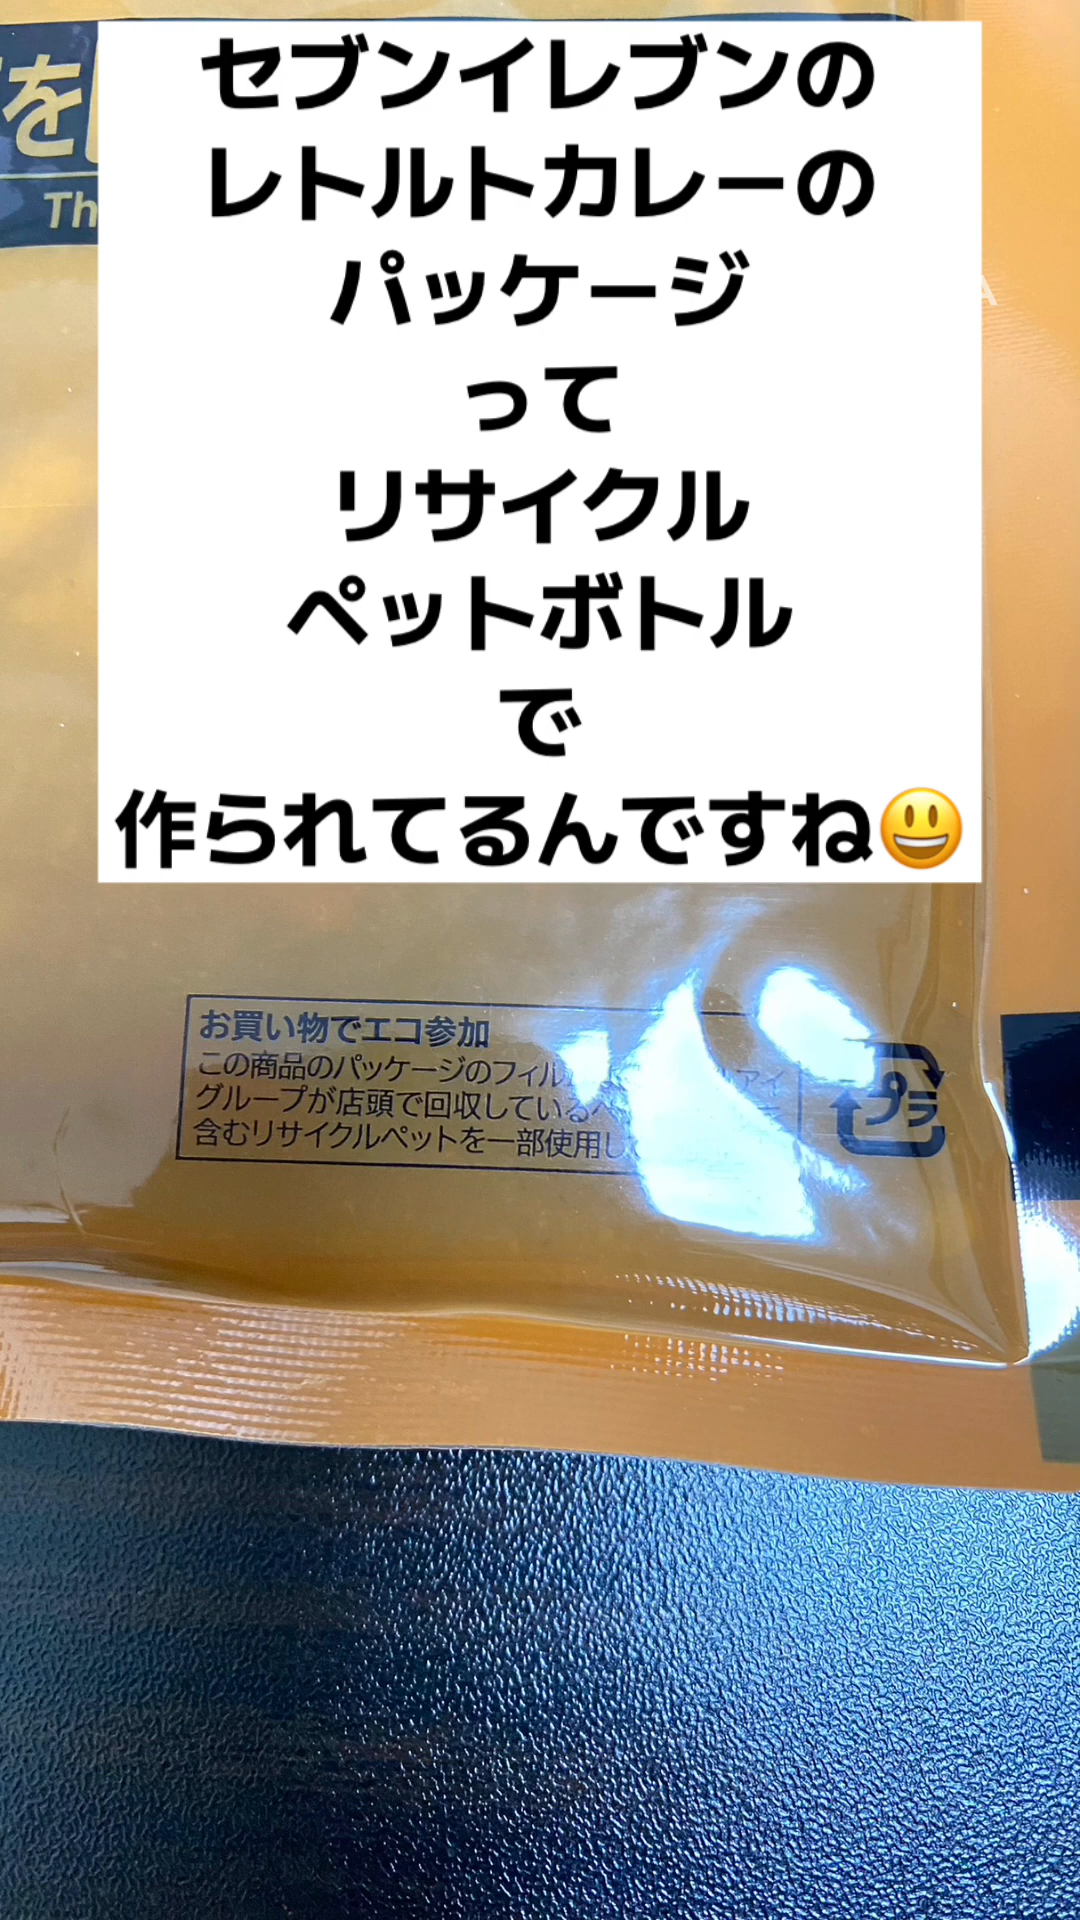 セブンイレブンの
レトルトカレーの
パッケージ
って
リサイクル
ペットボトル
で
作られてるんですね😃
を
Th
A
お買い物でエコ参加
この商品のパッケージのフィル アイ
グループが店頭で回収しているペ
含むリサイクルペットを一部使用し
プラ